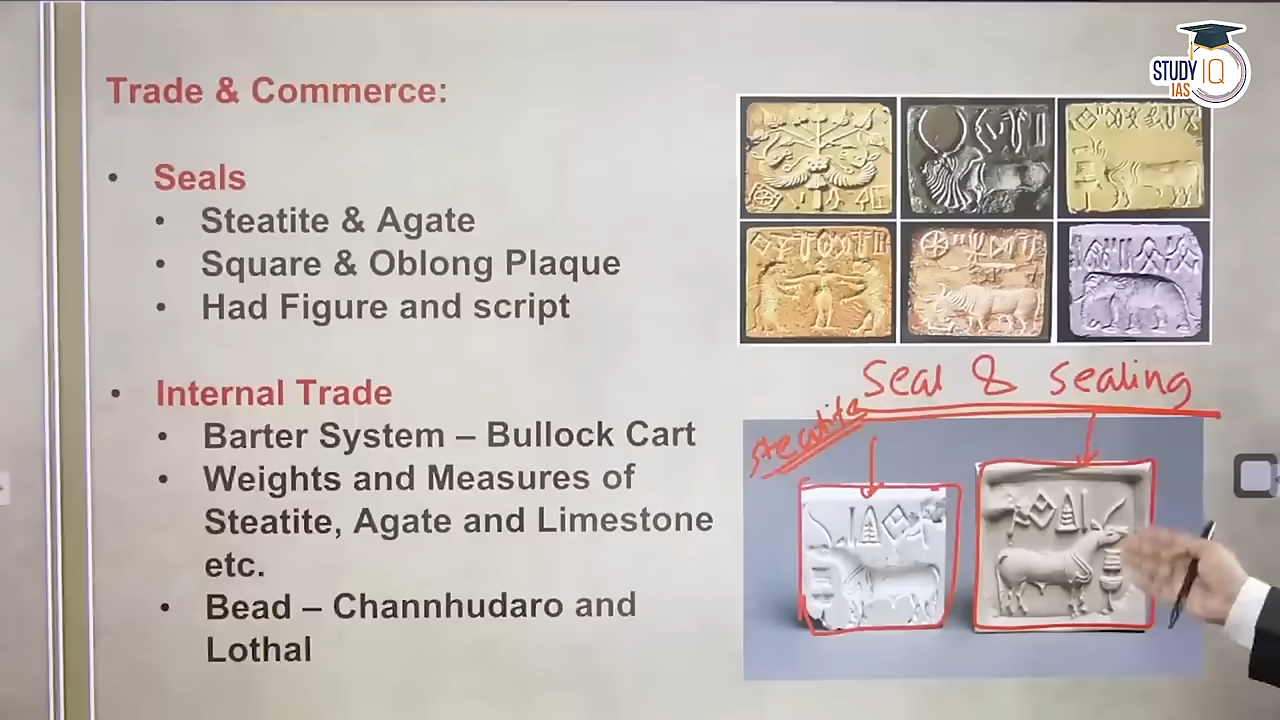 STUDY IQ
IAS
Trade & Commerce:
• Seals
• Steatite & Agate
• Square & Oblong Plaque
• Had Figure and script
• Internal Trade
• Barter System – Bullock Cart
• Weights and Measures of
Steatite, Agate and Limestone
etc.
• Bead – Channhudaro and
Lothal
Seal & Sealing
steatite